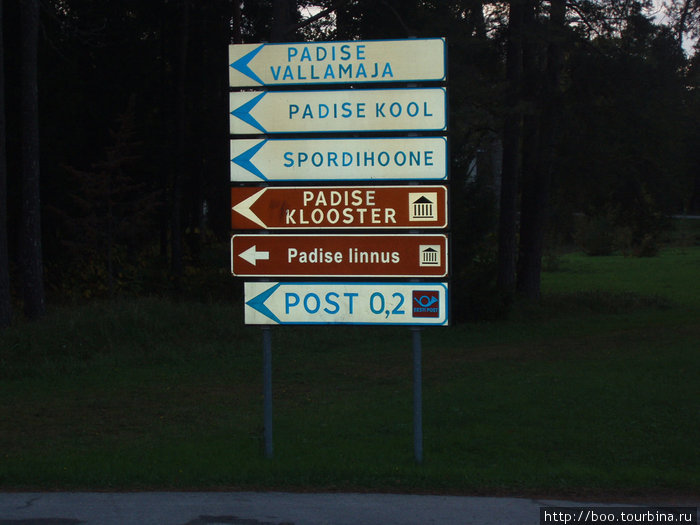 PADISE
VALLAMAJA
PADISE KOOL
SPORDIHOONE
PADISE
KLOOSTER
Padise linnus
POST 0,2
EESTI POST
http://boo.tourbina.ru